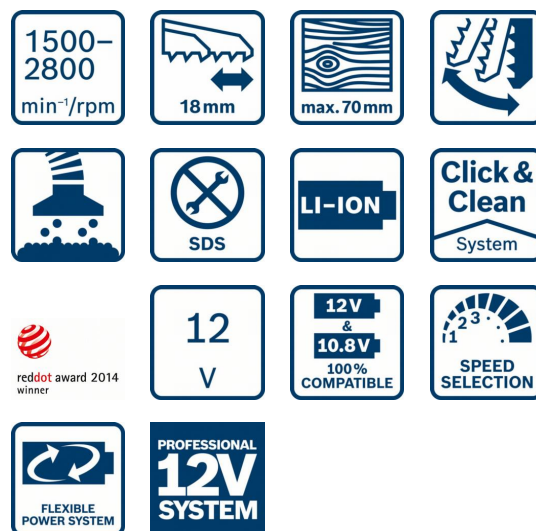 1500–
2800
min⁻¹/rpm
18mm
max. 70mm
SDS
LI-ION
Click &
Clean
System
reddot award 2014
winner
12
V
12V
&
10.8V
100%
COMPATIBLE
1 2 3
SPEED
SELECTION
FLEXIBLE
POWER SYSTEM
PROFESSIONAL
12V
SYSTEM